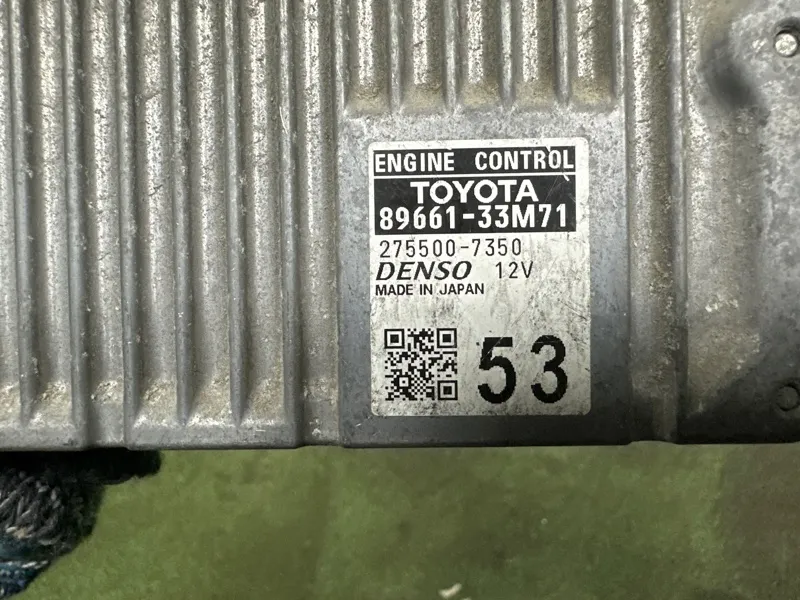 ENGINE CONTROL
TOYOTA
89661-33M71
275500-7350
DENSO 12V
MADE IN JAPAN
53